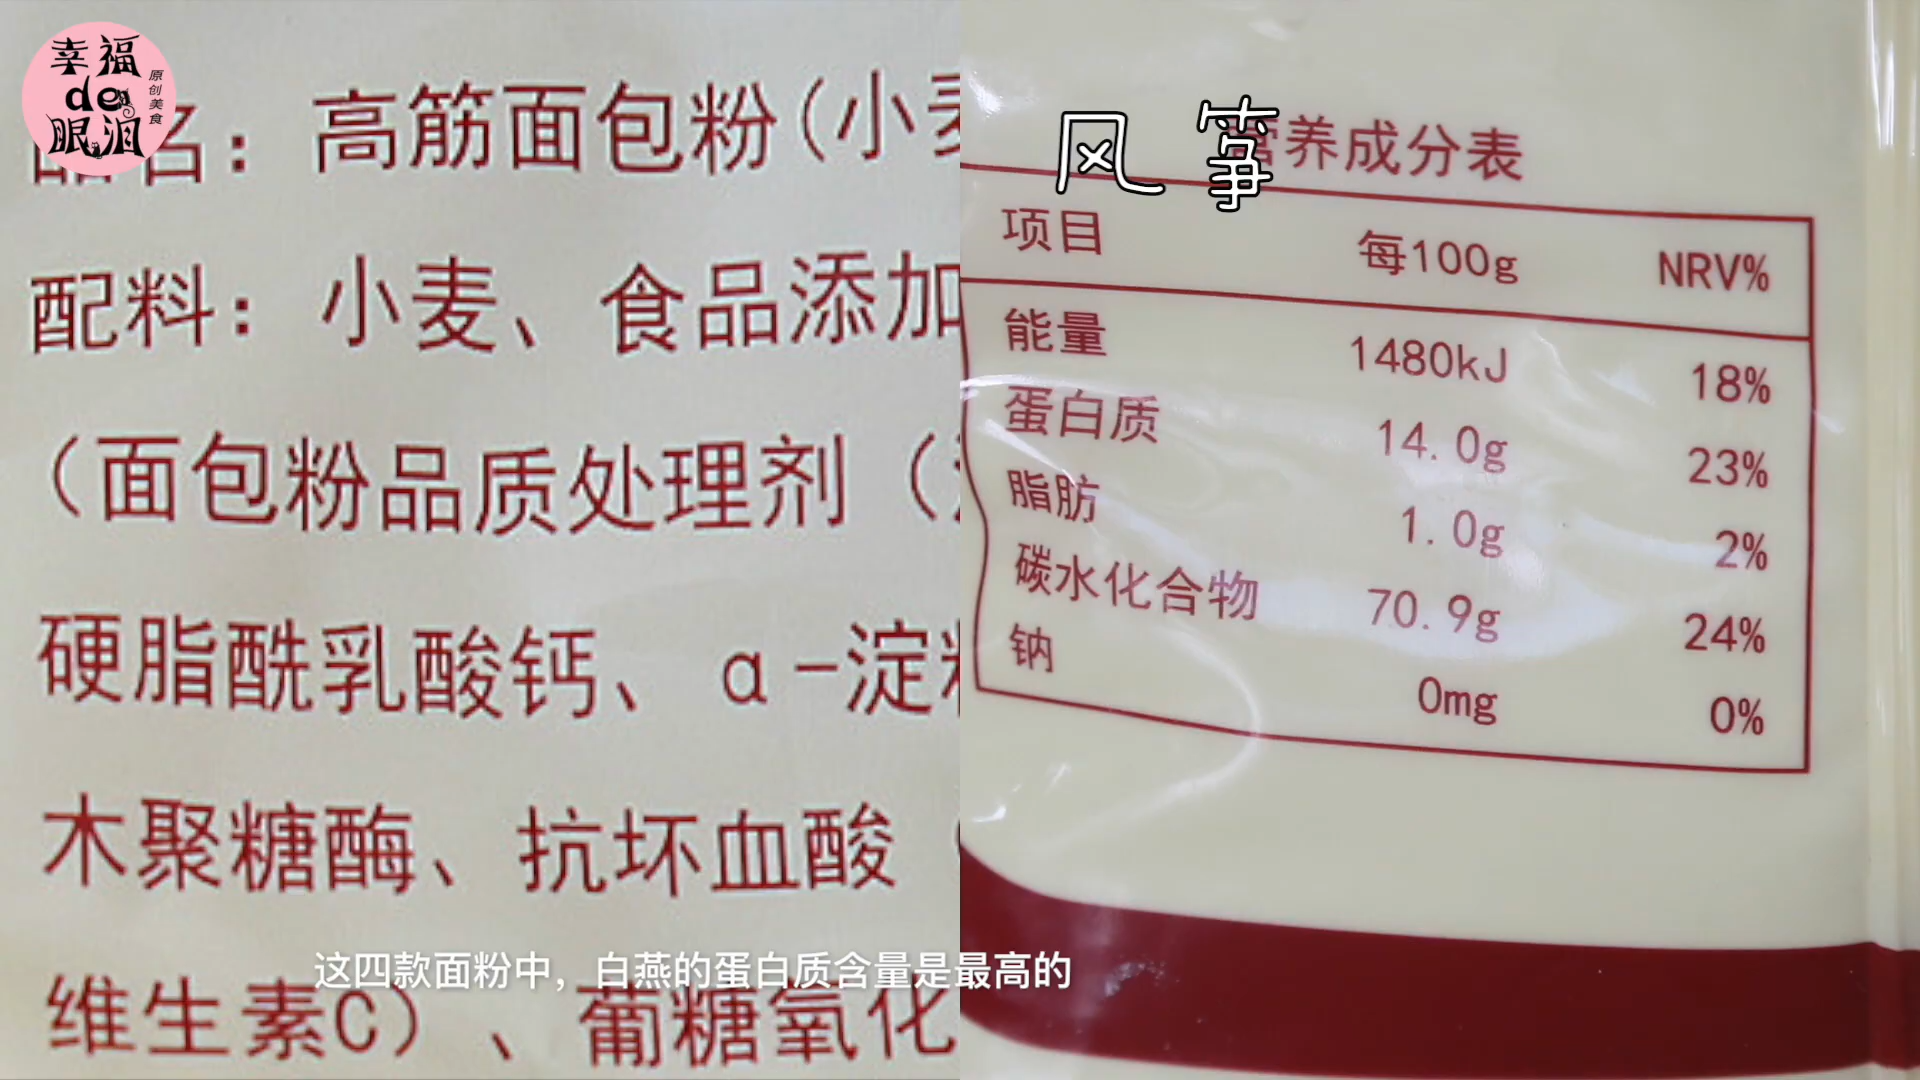 幸福
de
眼泪
原创美食
品名：高筋面包粉（小麦
配料：小麦、食品添加
（面包粉品质处理剂（
硬脂酰乳酸钙、α-淀粉
木聚糖酶、抗坏血酸（
维生素C）、葡糖氧化
风筝
营养成分表
项目 每100g NRV%
能量 1480kJ 18%
蛋白质 14.0g 23%
脂肪 1.0g 2%
碳水化合物 70.9g 24%
钠 0mg 0%
这四款面粉中，白燕的蛋白质含量是最高的